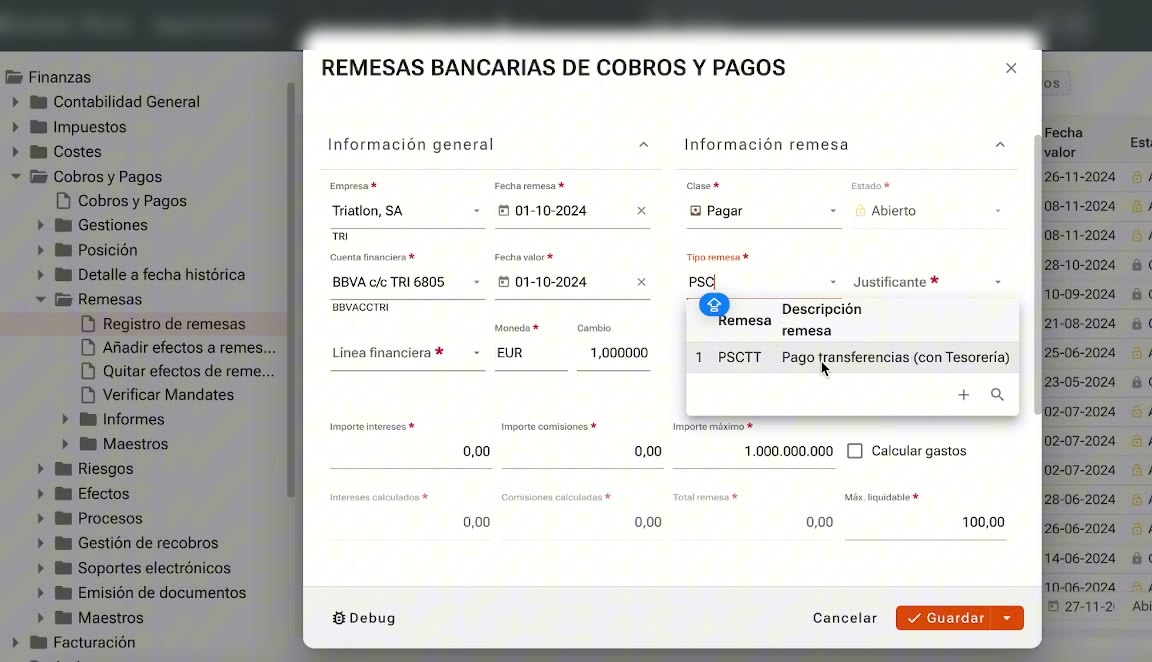 Finanzas
Contabilidad General
Impuestos
Costes
Cobros y Pagos
Cobros y Pagos
Gestiones
Posición
Detalle a fecha histórica
Remesas
Registro de remesas
Añadir efectos a remes...
Quitar efectos de reme...
Verificar Mandates
Informes
Maestros
Riesgos
Efectos
Procesos
Gestión de recobros
Soportes electrónicos
Emisión de documentos
Maestros
Facturación
REMESAS BANCARIAS DE COBROS Y PAGOS
Información general
Empresa *
Fecha remesa *
Triatlon, SA
01-10-2024
TRI
Cuenta financiera *
Fecha valor *
BBVA c/c TRI 6805
01-10-2024
BBVACCTRI
Línea financiera *
Moneda *
Cambio
EUR
1,000000
Información remesa
Clase *
Estado *
Pagar
Abierto
Tipo remesa *
PSC
Justificante *
Remesa
Descripción
remesa
1 PSCTT Pago transferencias (con Tesorería)
Importe intereses *
Importe comisiones *
Importe máximo *
0,00
0,00
1.000.000.000
Calcular gastos
Intereses calculados *
Comisiones calculadas *
Total remesa *
Máx. liquidable *
0,00
0,00
0,00
100,00
Debug
Cancelar
Guardar
os
Fecha
valor
Esta
26-11-2024 A
08-11-2024 A
08-11-2024 A
28-10-2024 C
10-09-2024 C
21-08-2024 C
25-06-2024 A
23-05-2024 C
02-07-2024 A
02-07-2024 A
02-07-2024 A
28-06-2024 A
26-06-2024 A
14-06-2024 C
10-06-2024 A
27-11-2 Abi